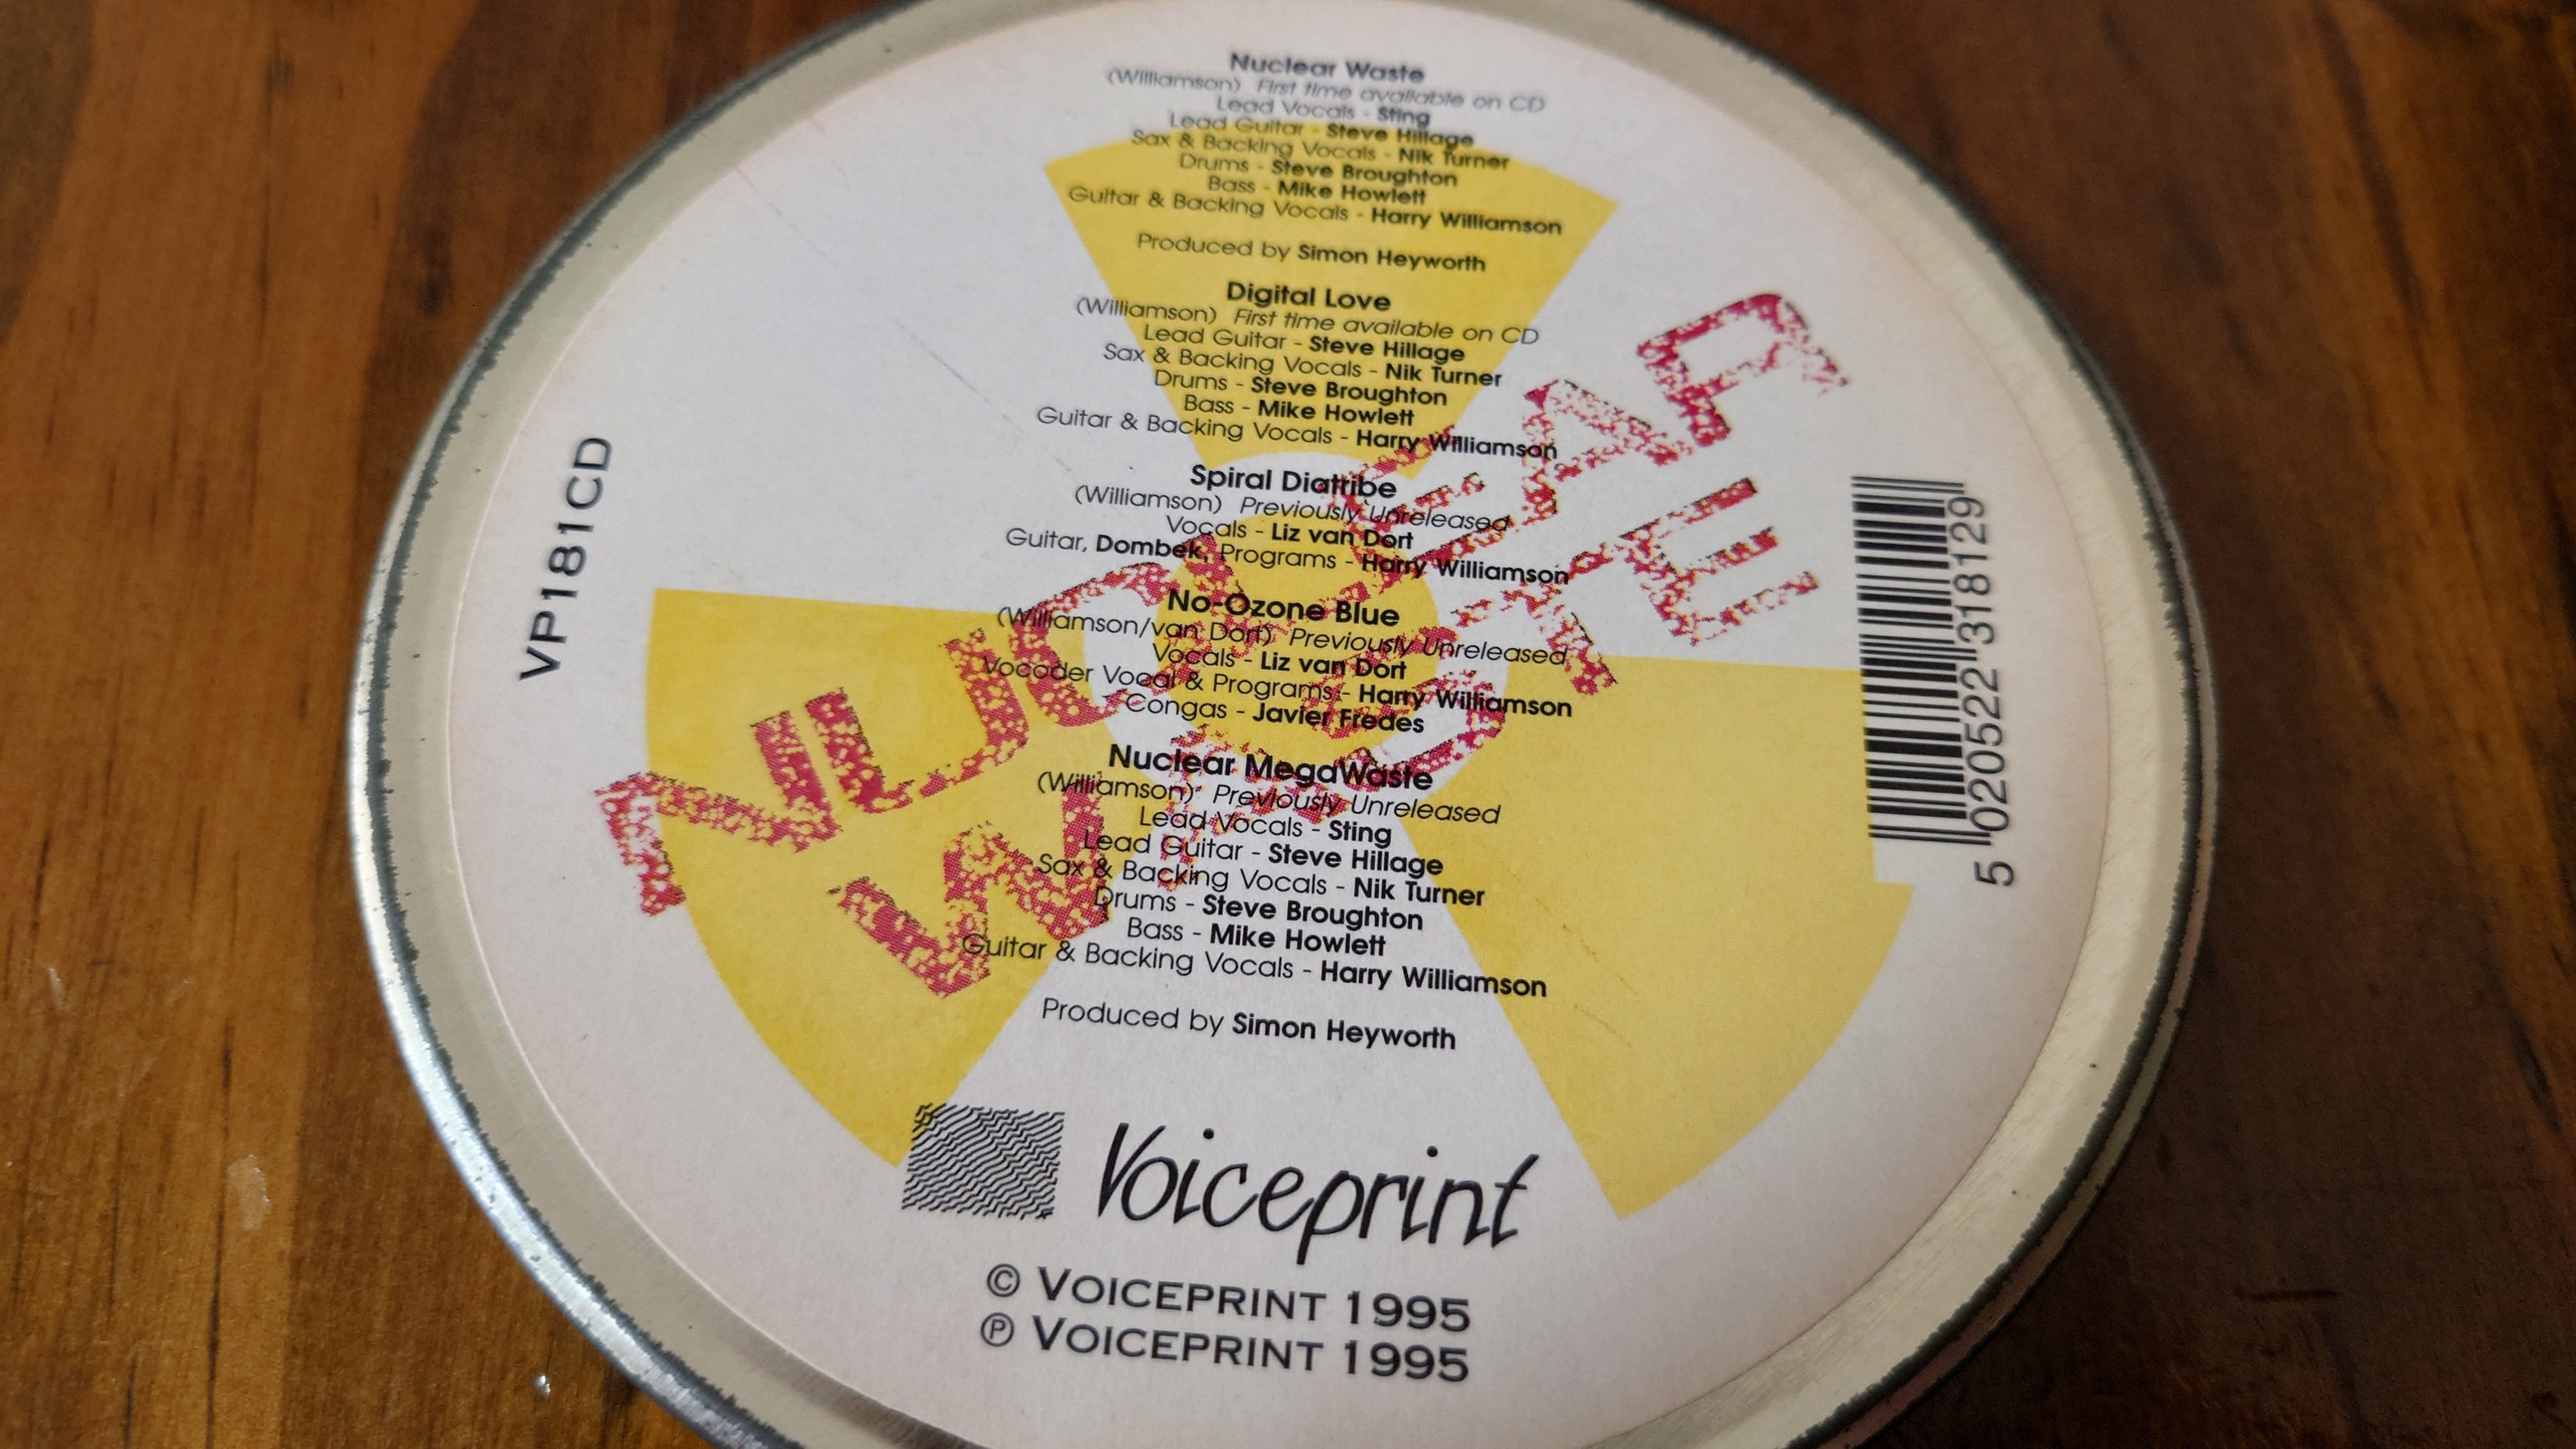 Nuclear Waste
(Williamson) First time available on CD
Lead Vocals - Sting
Lead Guitar - Steve Hillage
Sax & Backing Vocals - Nik Turner
Drums - Steve Broughton
Bass - Mike Howlett
Guitar & Backing Vocals - Harry Williamson
Produced by Simon Heyworth
Digital Love
(Williamson) First time available on CD
Lead Guitar - Steve Hillage
Sax & Backing Vocals - Nik Turner
Drums - Steve Broughton
Bass - Mike Howlett
Guitar & Backing Vocals - Harry Williamson
Spiral Diatribe
(Williamson) Previously Unreleased
Vocals - Liz van Dort
Guitar, Dombek, Programs - Harry Williamson
No-Ozone Blue
(Williamson/van Dort) Previously Unreleased
Vocals - Liz van Dort
Vocoder Vocal & Programs - Harry Williamson
Congas - Javier Fredes
Nuclear MegaWaste
(Williamson) Previously Unreleased
Lead Vocals - Sting
Lead Guitar - Steve Hillage
Sax & Backing Vocals - Nik Turner
Drums - Steve Broughton
Bass - Mike Howlett
Guitar & Backing Vocals - Harry Williamson
Produced by Simon Heyworth
NUCLEAR
WASTE
VP181CD
5 020522 318129
Voiceprint
© VOICEPRINT 1995
℗ VOICEPRINT 1995